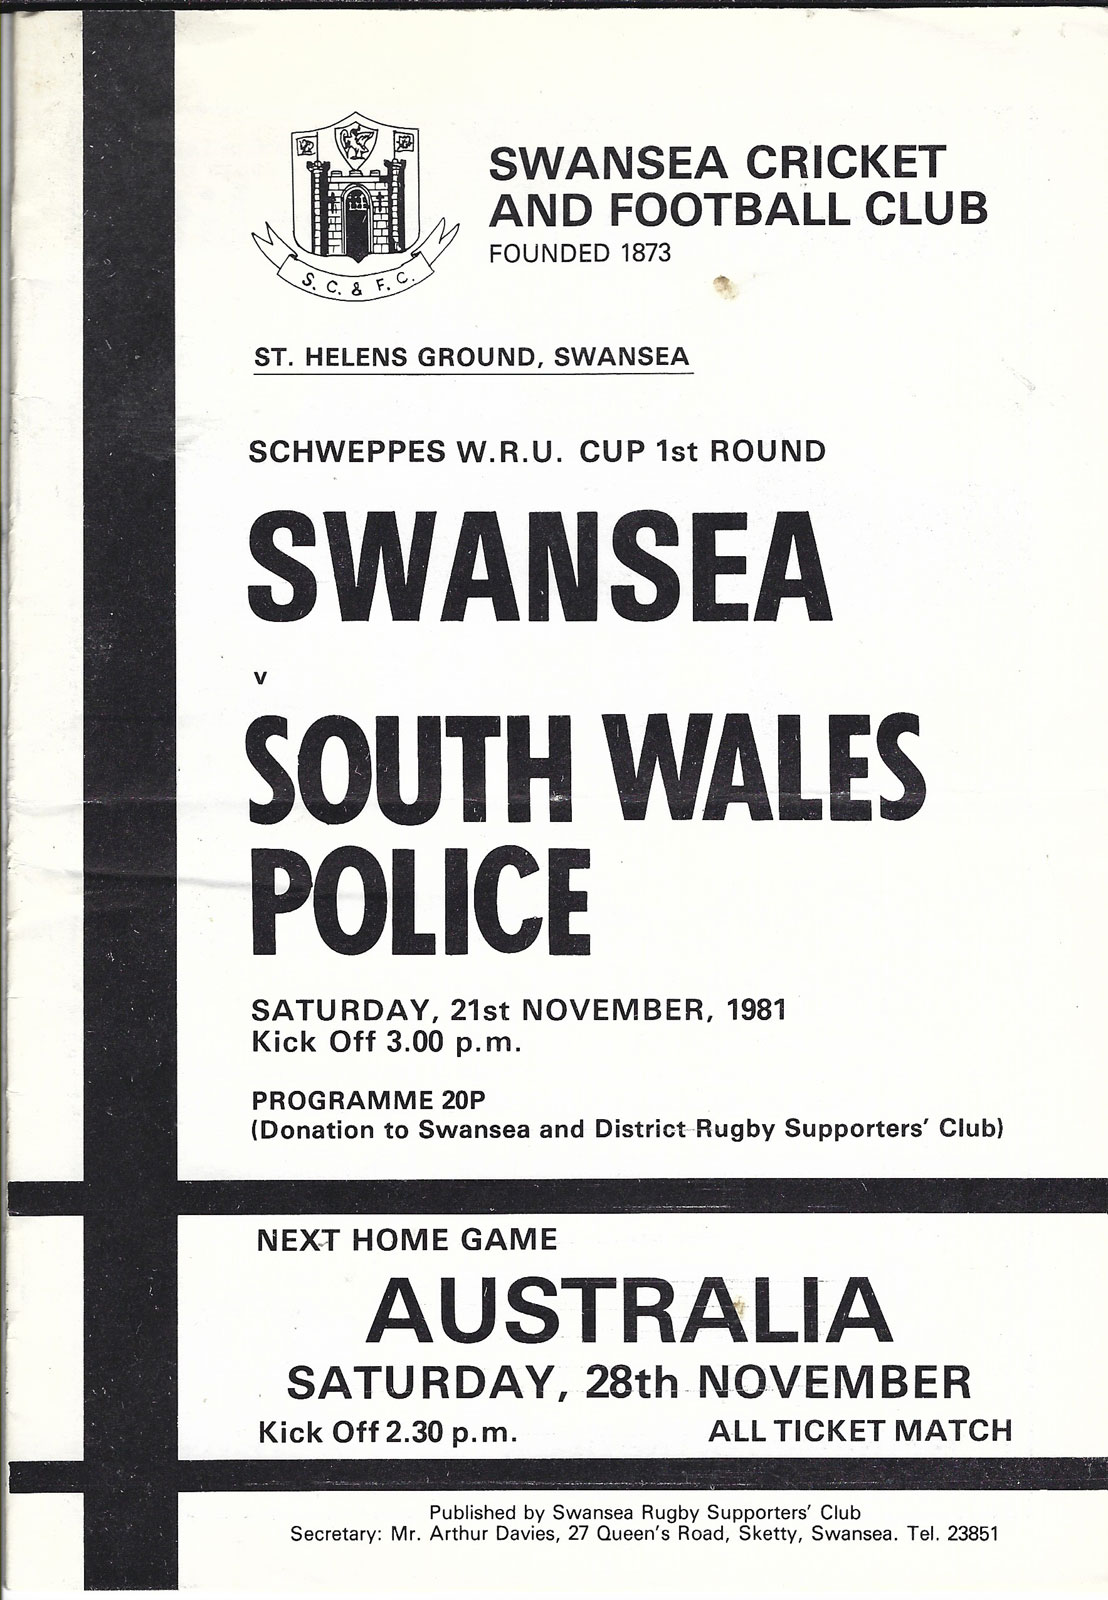 SWANSEA CRICKET
AND FOOTBALL CLUB
FOUNDED 1873
S. C. & F. C.
ST. HELENS GROUND, SWANSEA
SCHWEPPES W.R.U. CUP 1st ROUND
SWANSEA
v
SOUTH WALES
POLICE
SATURDAY, 21st NOVEMBER, 1981
Kick Off 3.00 p.m.
PROGRAMME 20P
(Donation to Swansea and District Rugby Supporters' Club)
NEXT HOME GAME
AUSTRALIA
SATURDAY, 28th NOVEMBER
Kick Off 2.30 p.m. ALL TICKET MATCH
Published by Swansea Rugby Supporters' Club
Secretary: Mr. Arthur Davies, 27 Queen's Road, Sketty, Swansea. Tel. 23851